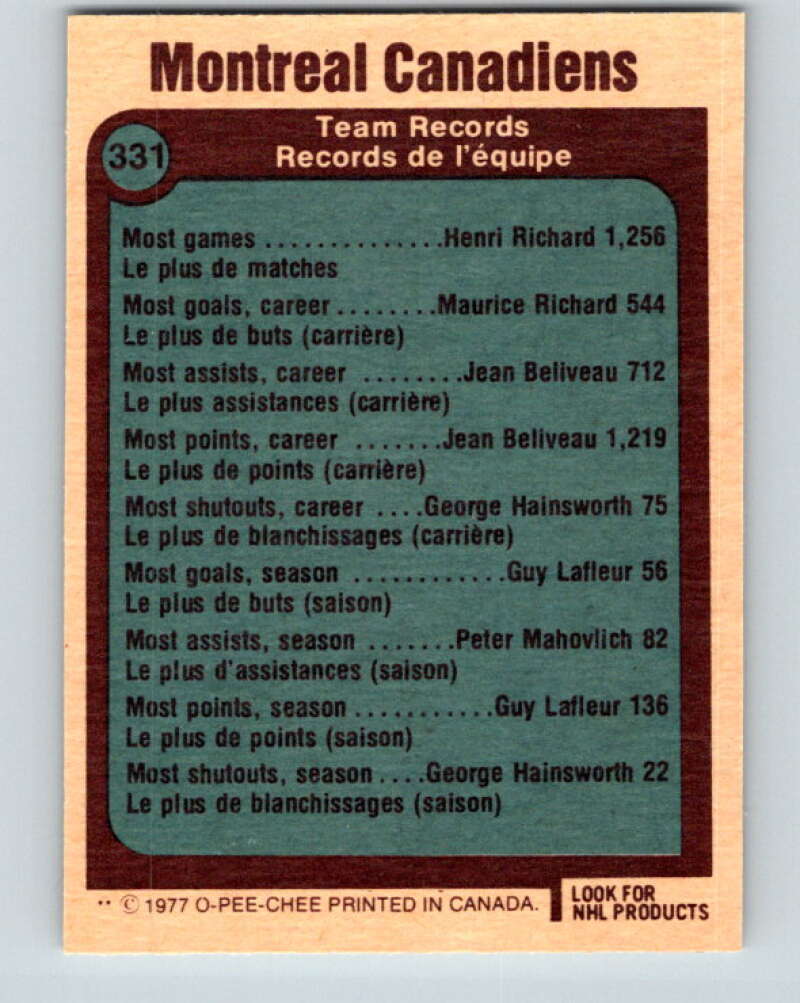 Montreal Canadiens
331
Team Records
Records de l'équipe
Most games ..............Henri Richard 1,256
Le plus de matches
Most goals, career ........Maurice Richard 544
Le plus de buts (carrière)
Most assists, career ........Jean Beliveau 712
Le plus assistances (carrière)
Most points, career .......Jean Beliveau 1,219
Le plus de points (carrière)
Most shutouts, career ....George Hainsworth 75
Le plus de blanchissages (carrière)
Most goals, season ............Guy Lafleur 56
Le plus de buts (saison)
Most assists, season .......Peter Mahovlich 82
Le plus d'assistances (saison)
Most points, season ...........Guy Lafleur 136
Le plus de points (saison)
Most shutouts, season ....George Hainsworth 22
Le plus de blanchissages (saison)
** © 1977 O-PEE-CHEE PRINTED IN CANADA.
LOOK FOR
NHL PRODUCTS